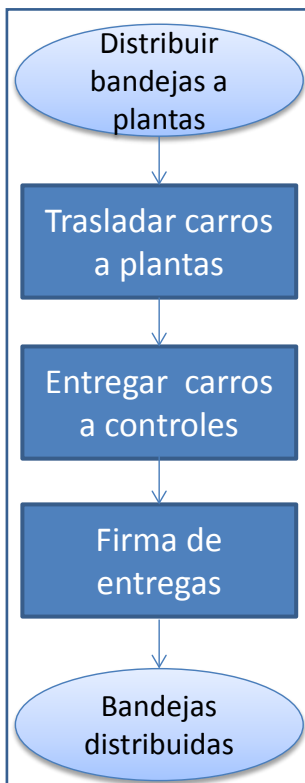 Distribuir
bandejas a
plantas
Trasladar carros
a plantas
Entregar carros
a controles
Firma de
entregas
Bandejas
distribuidas